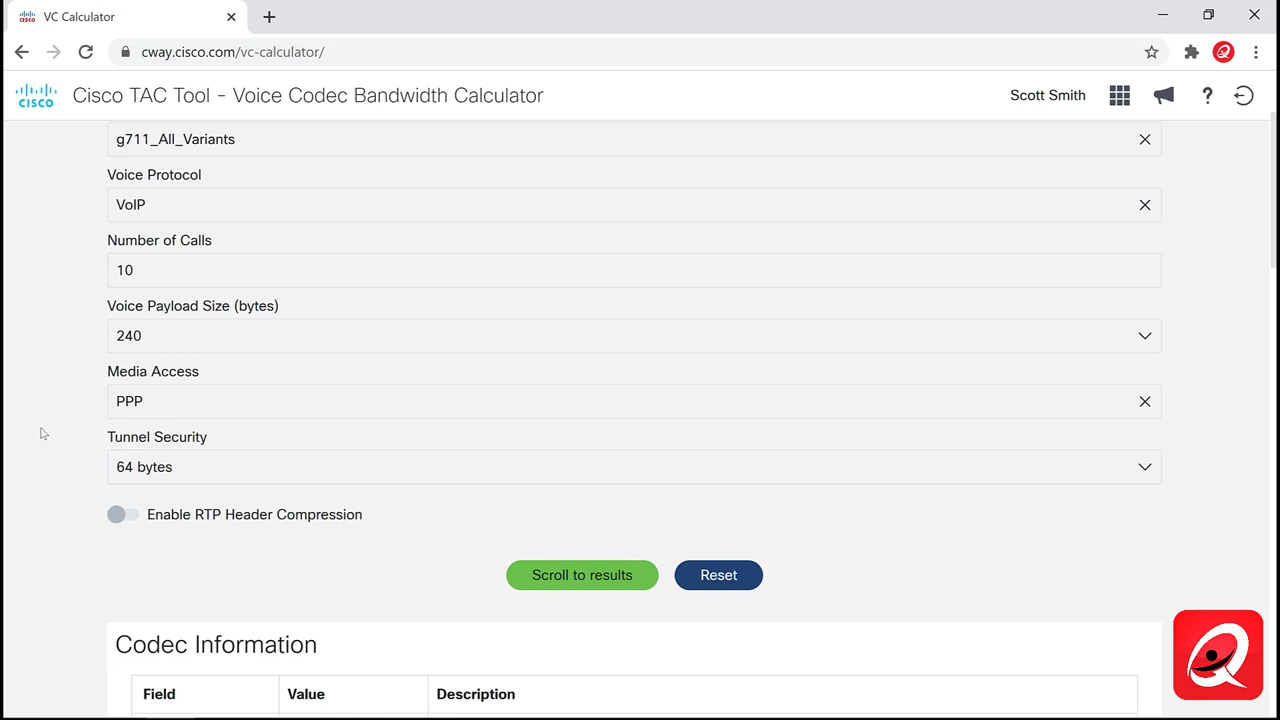 VC Calculator
cway.cisco.com/vc-calculator/
CISCO
Cisco TAC Tool - Voice Codec Bandwidth Calculator
Scott Smith
?
g711_All_Variants
Voice Protocol
VoIP
Number of Calls
10
Voice Payload Size (bytes)
240
Media Access
PPP
Tunnel Security
64 bytes
Enable RTP Header Compression
Scroll to results
Reset
Codec Information
Field
Value
Description